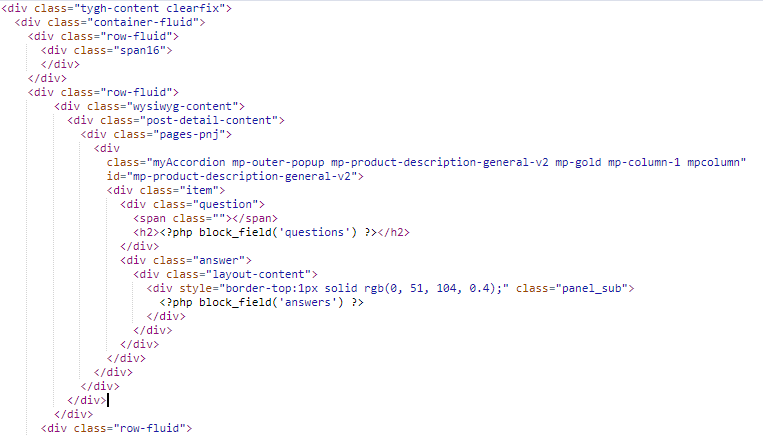 <div class="tygh-content clearfix">
<div class="container-fluid">
<div class="row-fluid">
<div class="span16">
</div>
</div>
<div class="row-fluid">
<div class="wysiwyg-content">
<div class="post-detail-content">
<div class="pages-pnj">
<div
class="myAccordion mp-outer-popup mp-product-description-general-v2 mp-gold mp-column-1 mpcolumn"
id="mp-product-description-general-v2">
<div class="item">
<div class="question">
<span class=""></span>
<h2><?php block_field('questions') ?></h2>
</div>
<div class="answer">
<div class="layout-content">
<div style="border-top:1px solid rgb(0, 51, 104, 0.4);" class="panel_sub">
<?php block_field('answers') ?>
</div>
</div>
</div>
</div>
</div>
</div>
</div>
</div>
<div class="row-fluid">